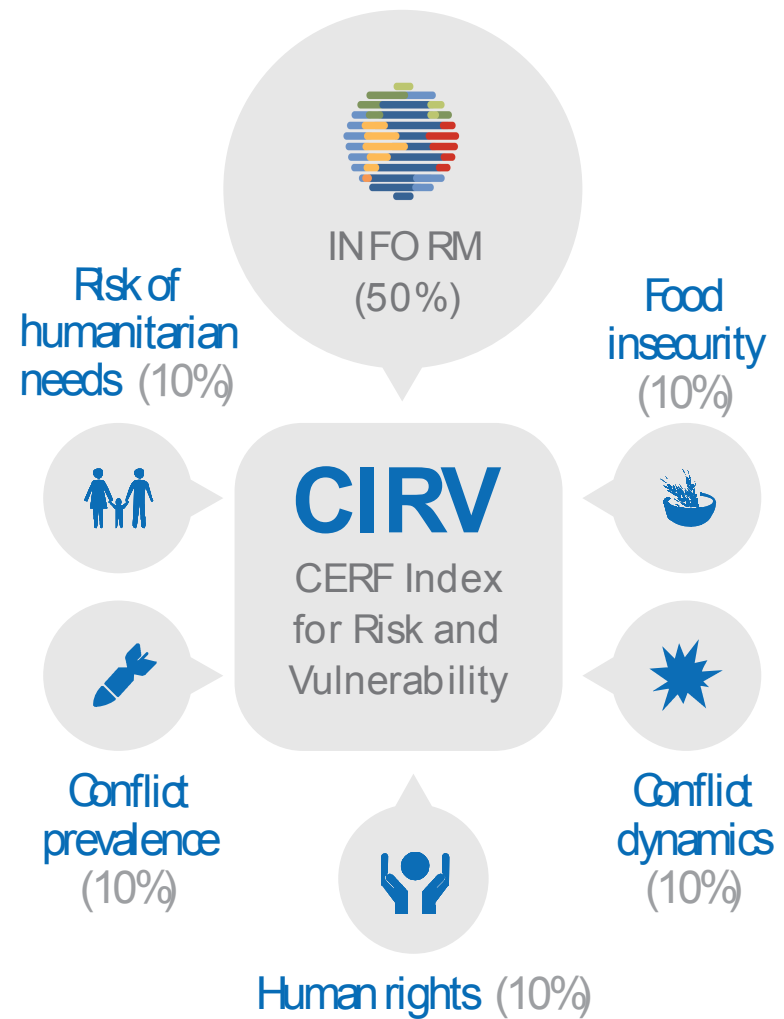 INFORM
(50%)
Risk of
humanitarian
needs (10%)
Food
insecurity
(10%)
CIRV
CERF Index
for Risk and
Vulnerability
Conflict
prevalence
(10%)
Conflict
dynamics
(10%)
Human rights (10%)